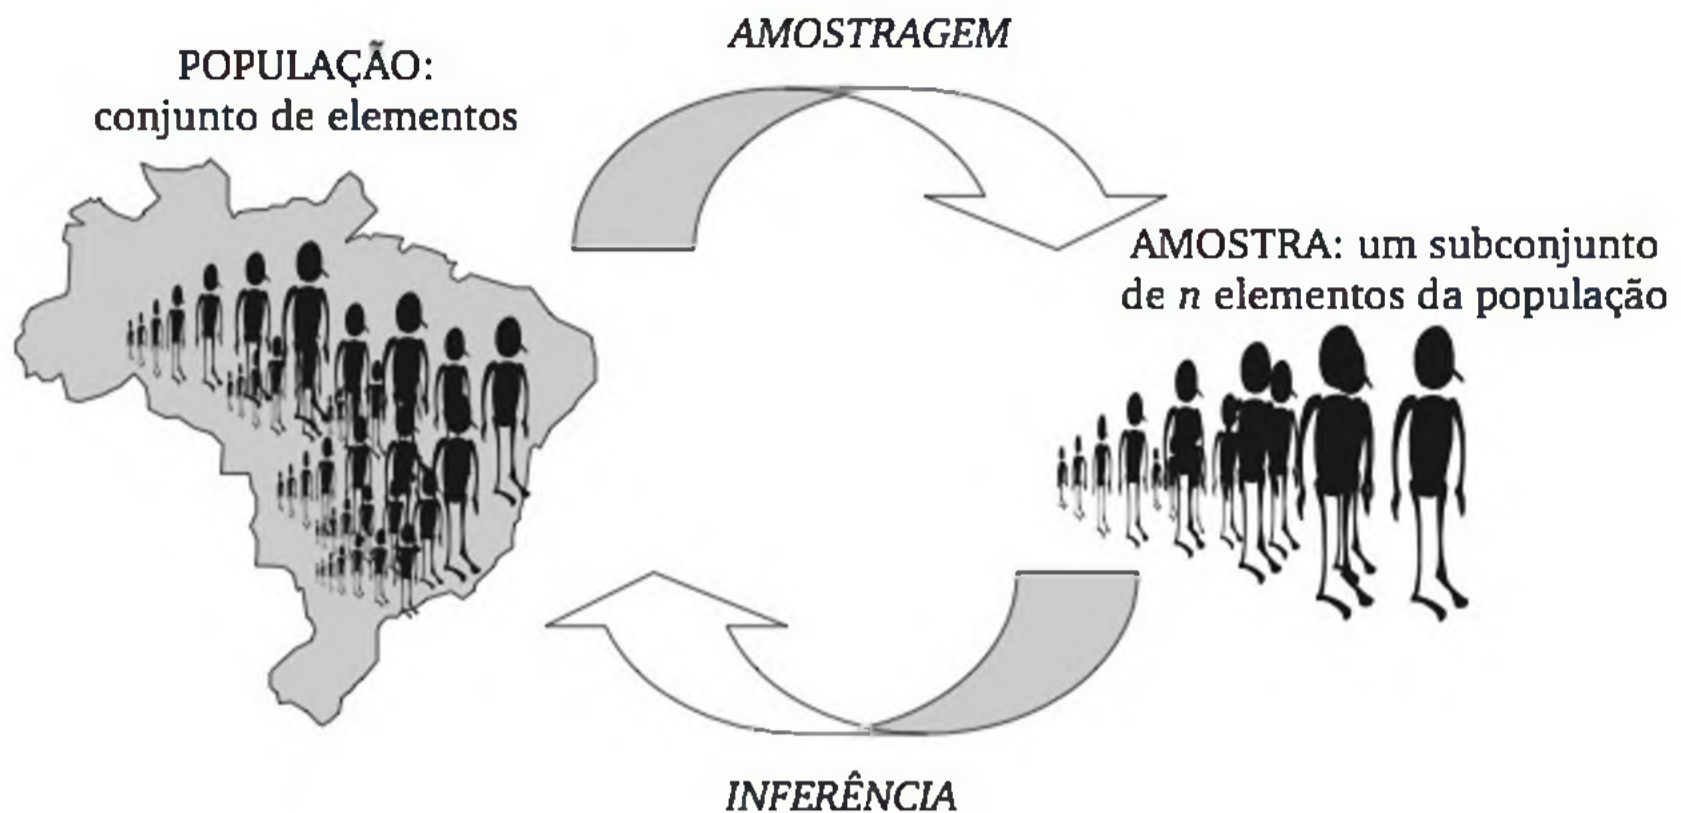 AMOSTRAGEM
POPULAÇÃO:
conjunto de elementos
AMOSTRA: um subconjunto
de n elementos da população
INFERÊNCIA